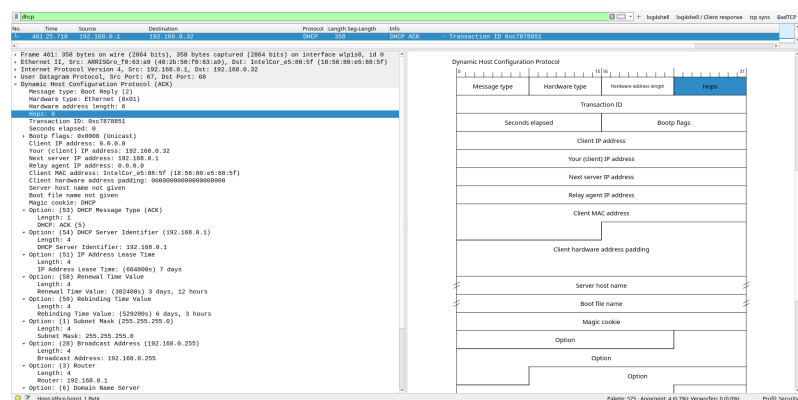 dhcp
+ log4shell log4shell / Client response tcp syns BadTCP
No. Time Source Destination Protocol Length Seg-Length Info
461 25.710 192.168.0.1 192.168.0.32 DHCP 358 DHCP ACK - Transaction ID 0xc7878851
Frame 461: 358 bytes on wire (2864 bits), 358 bytes captured (2864 bits) on interface wlp1s0, id 0
Ethernet II, Src: ARRISGro_f0:63:a9 (40:2b:50:f0:63:a9), Dst: IntelCor_e5:88:5f (18:56:80:e5:88:5f)
Internet Protocol Version 4, Src: 192.168.0.1, Dst: 192.168.0.32
User Datagram Protocol, Src Port: 67, Dst Port: 68
Dynamic Host Configuration Protocol (ACK)
Message type: Boot Reply (2)
Hardware type: Ethernet (0x01)
Hardware address length: 6
Hops: 0
Transaction ID: 0xc7878851
Seconds elapsed: 0
Bootp flags: 0x0000 (Unicast)
Client IP address: 0.0.0.0
Your (client) IP address: 192.168.0.32
Next server IP address: 192.168.0.1
Relay agent IP address: 0.0.0.0
Client MAC address: IntelCor_e5:88:5f (18:56:80:e5:88:5f)
Client hardware address padding: 00000000000000000000
Server host name not given
Boot file name not given
Magic cookie: DHCP
Option: (53) DHCP Message Type (ACK)
Length: 1
DHCP: ACK (5)
Option: (54) DHCP Server Identifier (192.168.0.1)
Length: 4
DHCP Server Identifier: 192.168.0.1
Option: (51) IP Address Lease Time
Length: 4
IP Address Lease Time: (604800s) 7 days
Option: (58) Renewal Time Value
Length: 4
Renewal Time Value: (302400s) 3 days, 12 hours
Option: (59) Rebinding Time Value
Length: 4
Rebinding Time Value: (529200s) 6 days, 3 hours
Option: (1) Subnet Mask (255.255.255.0)
Length: 4
Subnet Mask: 255.255.255.0
Option: (28) Broadcast Address (192.168.0.255)
Length: 4
Broadcast Address: 192.168.0.255
Option: (3) Router
Length: 4
Router: 192.168.0.1
Option: (6) Domain Name Server
Dynamic Host Configuration Protocol
0 15 16 31
Message type Hardware type Hardware address length Hops
Transaction ID
Seconds elapsed Bootp flags
Client IP address
Your (client) IP address
Next server IP address
Relay agent IP address
Client MAC address
Client hardware address padding
Server host name
Boot file name
Magic cookie
Option
Option
Option
Hops (dhcp.hops), 1 Byte Pakete: 575 · Angezeigt: 4 (0.7%) · Verworfen: 0 (0.0%) Profil: Security